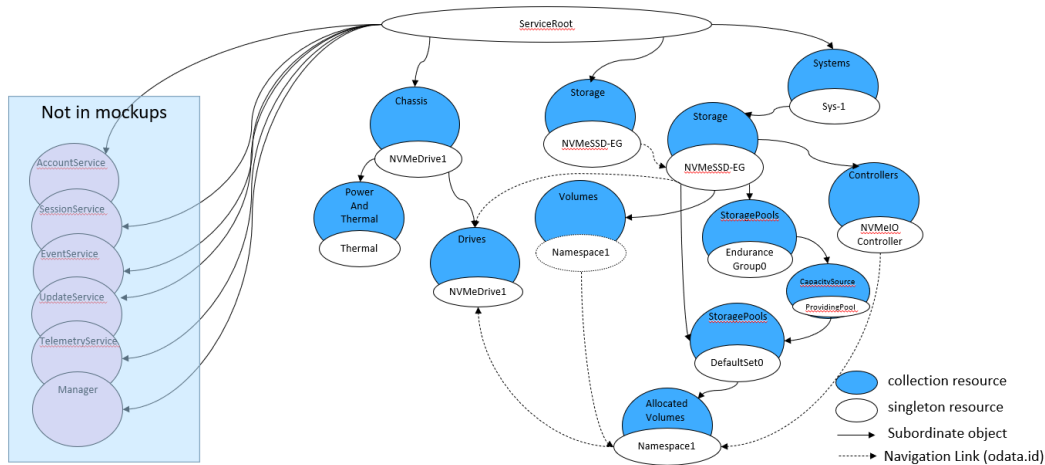 ServiceRoot
Not in mockups
AccountService
SessionService
EventService
UpdateService
TelemetryService
Manager
Chassis
NVMeDrive1
Power
And
Thermal
Thermal
Drives
NVMeDrive1
Storage
NVMeSSD-EG
Volumes
Namespace1
Systems
Sys-1
Storage
NVMeSSD-EG
Controllers
NVMeIO
Controller
StoragePools
Endurance
Group0
CapacitySource
ProvidingPool
StoragePools
DefaultSet0
Allocated
Volumes
Namespace1
collection resource
singleton resource
Subordinate object
Navigation Link (odata.id)